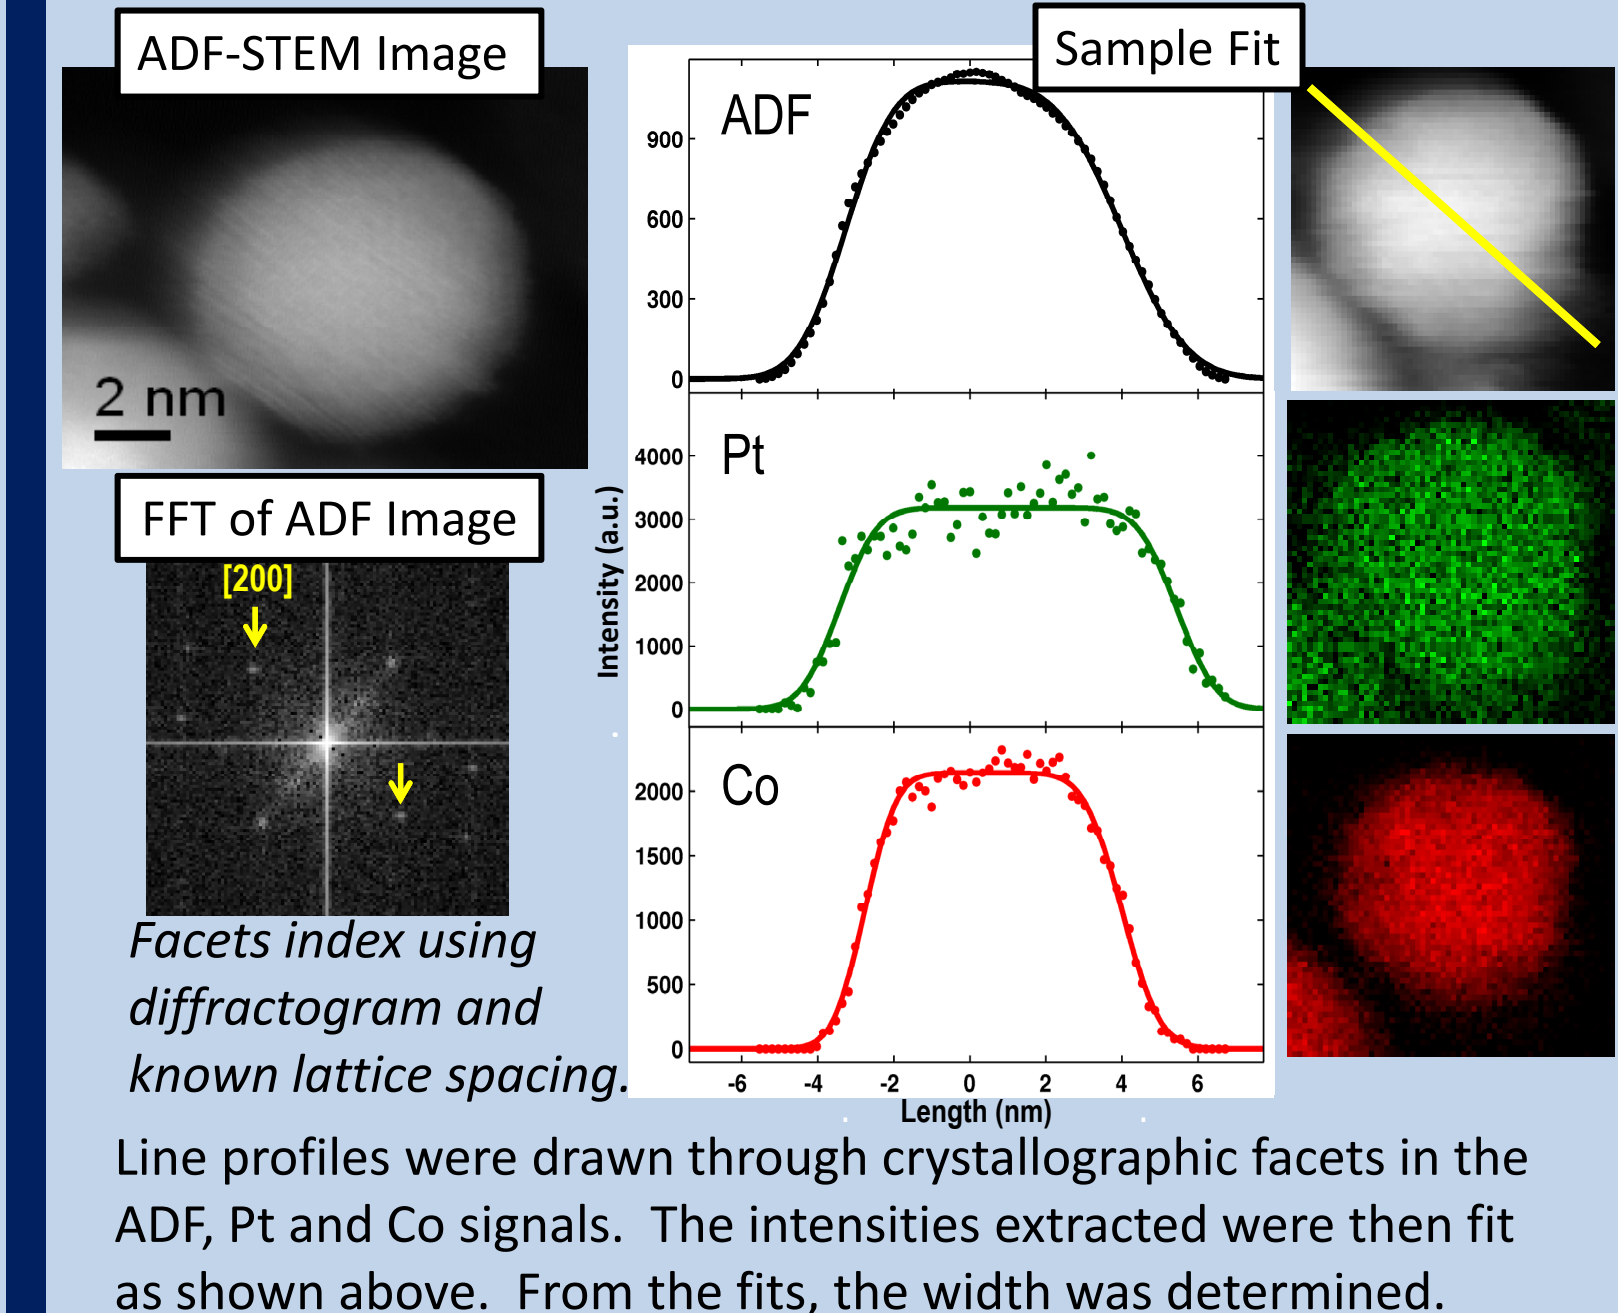 ADF-STEM Image
2 nm
FFT of ADF Image
[200]
Facets index using
diffractogram and
known lattice spacing.
Sample Fit
ADF
900
600
300
0
Pt
4000
3000
2000
1000
0
Co
2000
1500
1000
500
0
Intensity (a.u.)
-6 -4 -2 0 2 4 6
Length (nm)
Line profiles were drawn through crystallographic facets in the
ADF, Pt and Co signals. The intensities extracted were then fit
as shown above. From the fits, the width was determined.